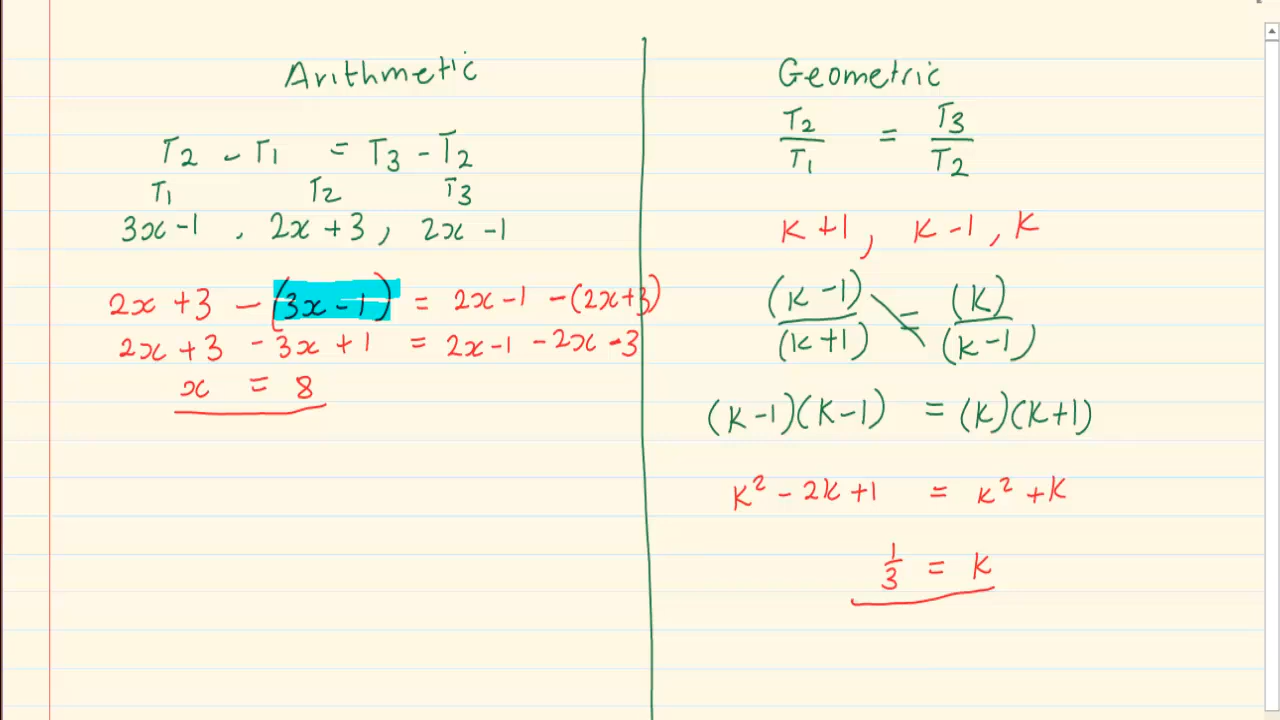 Arithmetic
T2 - T1 = T3 - T2
T1 T2 T3
3x -1 , 2x + 3 , 2x -1
2x + 3 - (3x - 1) = 2x - 1 - (2x + 3)
2x + 3 - 3x + 1 = 2x - 1 - 2x - 3
x = 8
Geometric
T2/T1 = T3/T2
k + 1 , k - 1 , k
(k - 1)/(k + 1) = (k)/(k - 1)
(k - 1)(k - 1) = (k)(k + 1)
k² - 2k + 1 = k² + k
1/3 = k